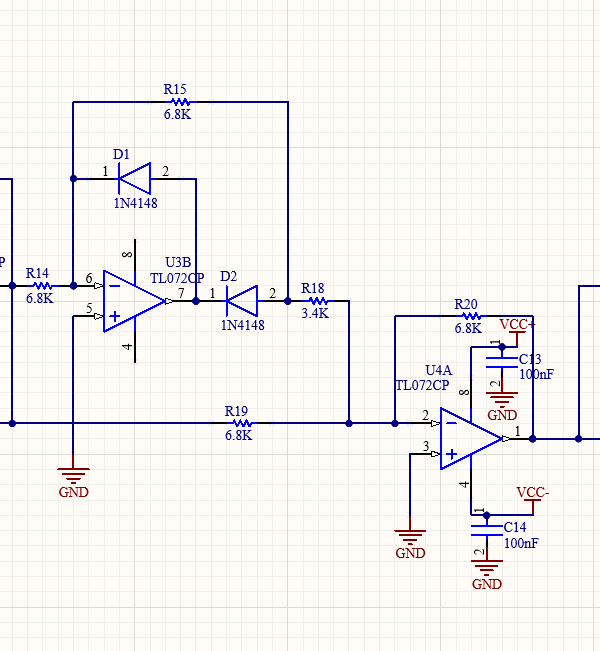 R15
6.8K
D1
1
2
1N4148
P
8
U3B
TL072CP
R14
6.8K
6
5
7
4
D2
1
2
1N4148
R18
3.4K
R20
6.8K
VCC+
1
C13
100nF
2
GND
U4A
TL072CP
8
R19
6.8K
2
3
1
4
GND
VCC-
1
C14
100nF
2
GND
GND